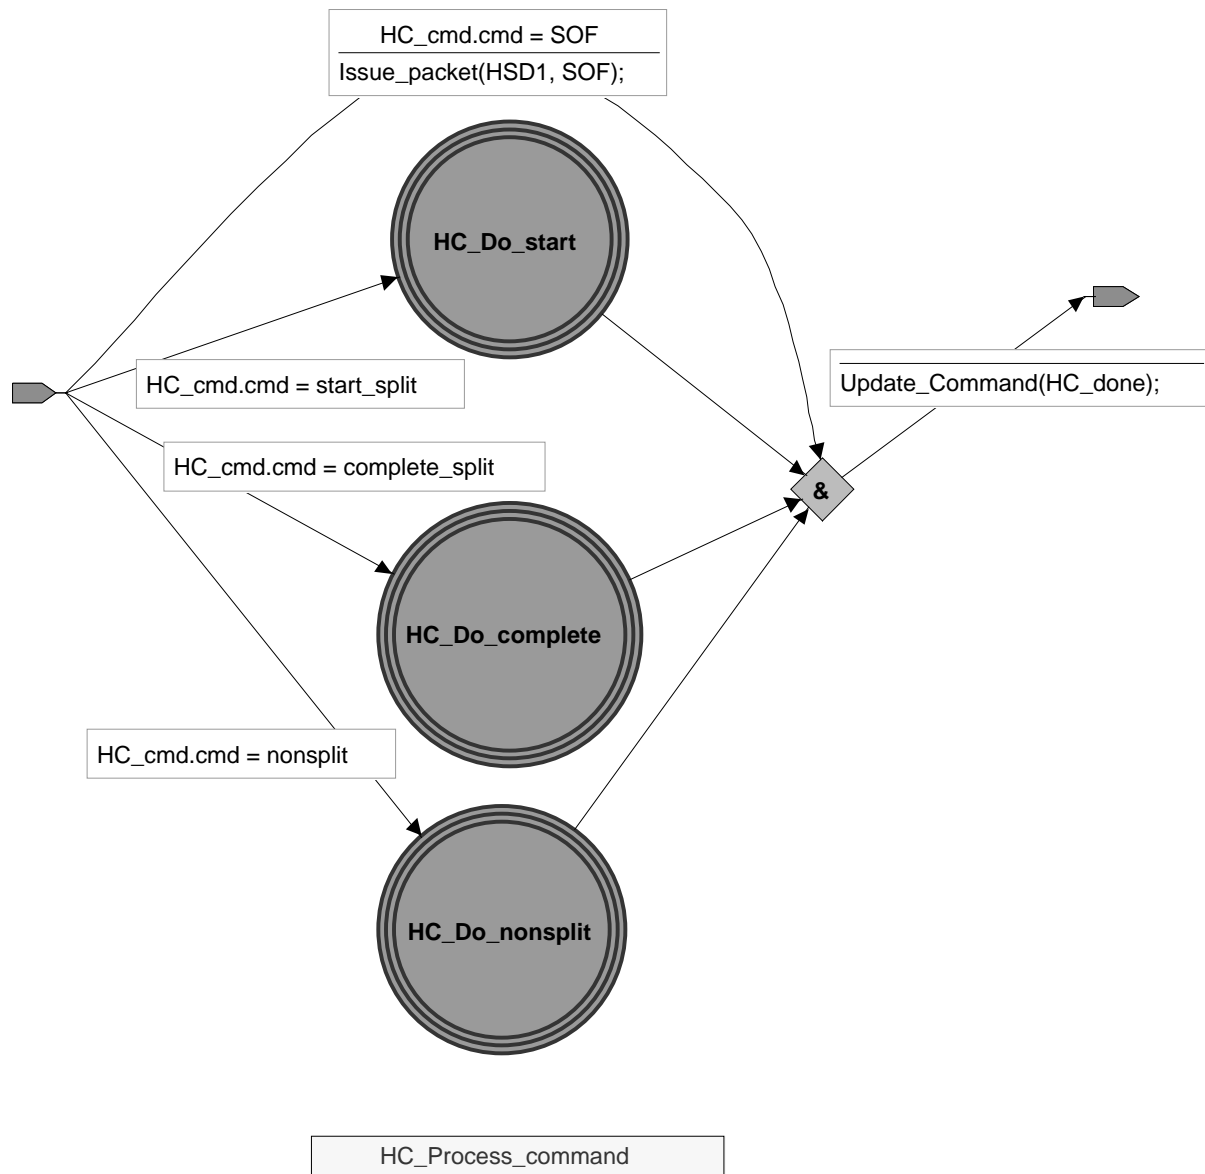 HC_cmd.cmd = SOF
Issue_packet(HSD1, SOF);
HC_Do_start
HC_cmd.cmd = start_split
Update_Command(HC_done);
HC_cmd.cmd = complete_split
&
HC_Do_complete
HC_cmd.cmd = nonsplit
HC_Do_nonsplit
HC_Process_command